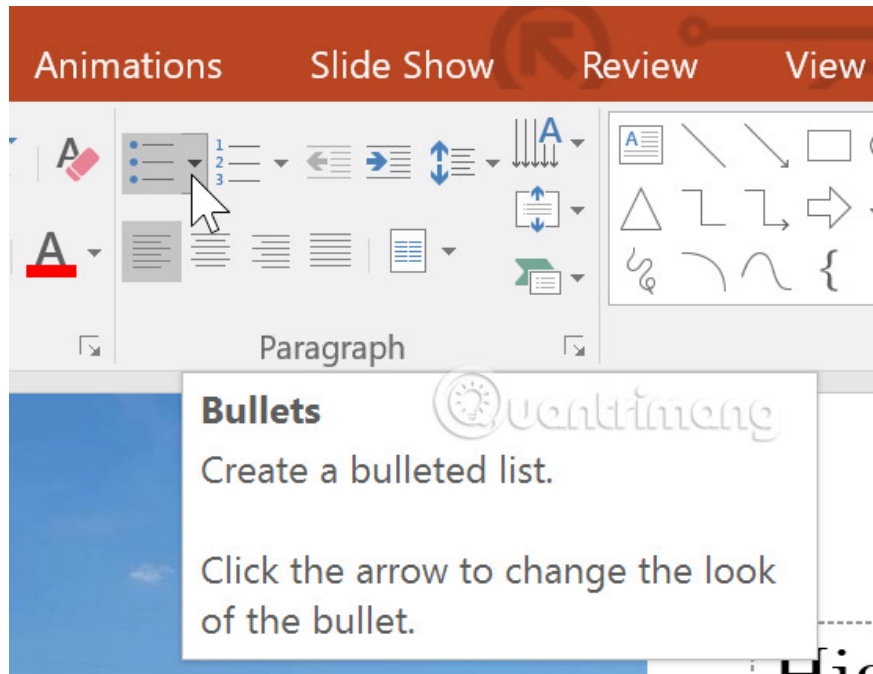 Animations Slide Show Review View
Paragraph
Bullets
Quantrimang
Create a bulleted list.
Click the arrow to change the look
of the bullet.